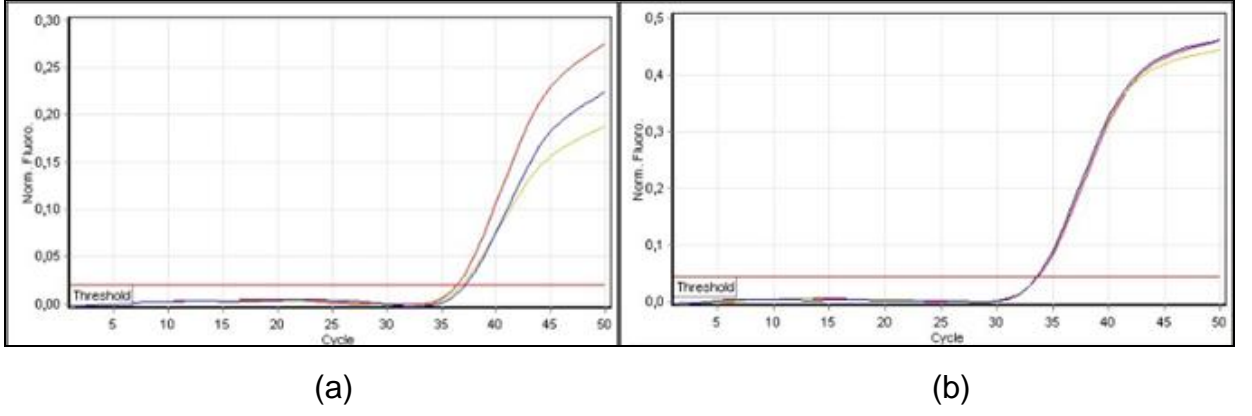 0,30
0,25
0,20
0,15
0,10
0,05
0,00
Norm. Fluoro.
Threshold
5 10 15 20 25 30 35 40 45 50
Cycle
(a)
0,5
0,4
0,3
0,2
0,1
0,0
Norm. Fluoro.
Threshold
5 10 15 20 25 30 35 40 45 50
Cycle
(b)